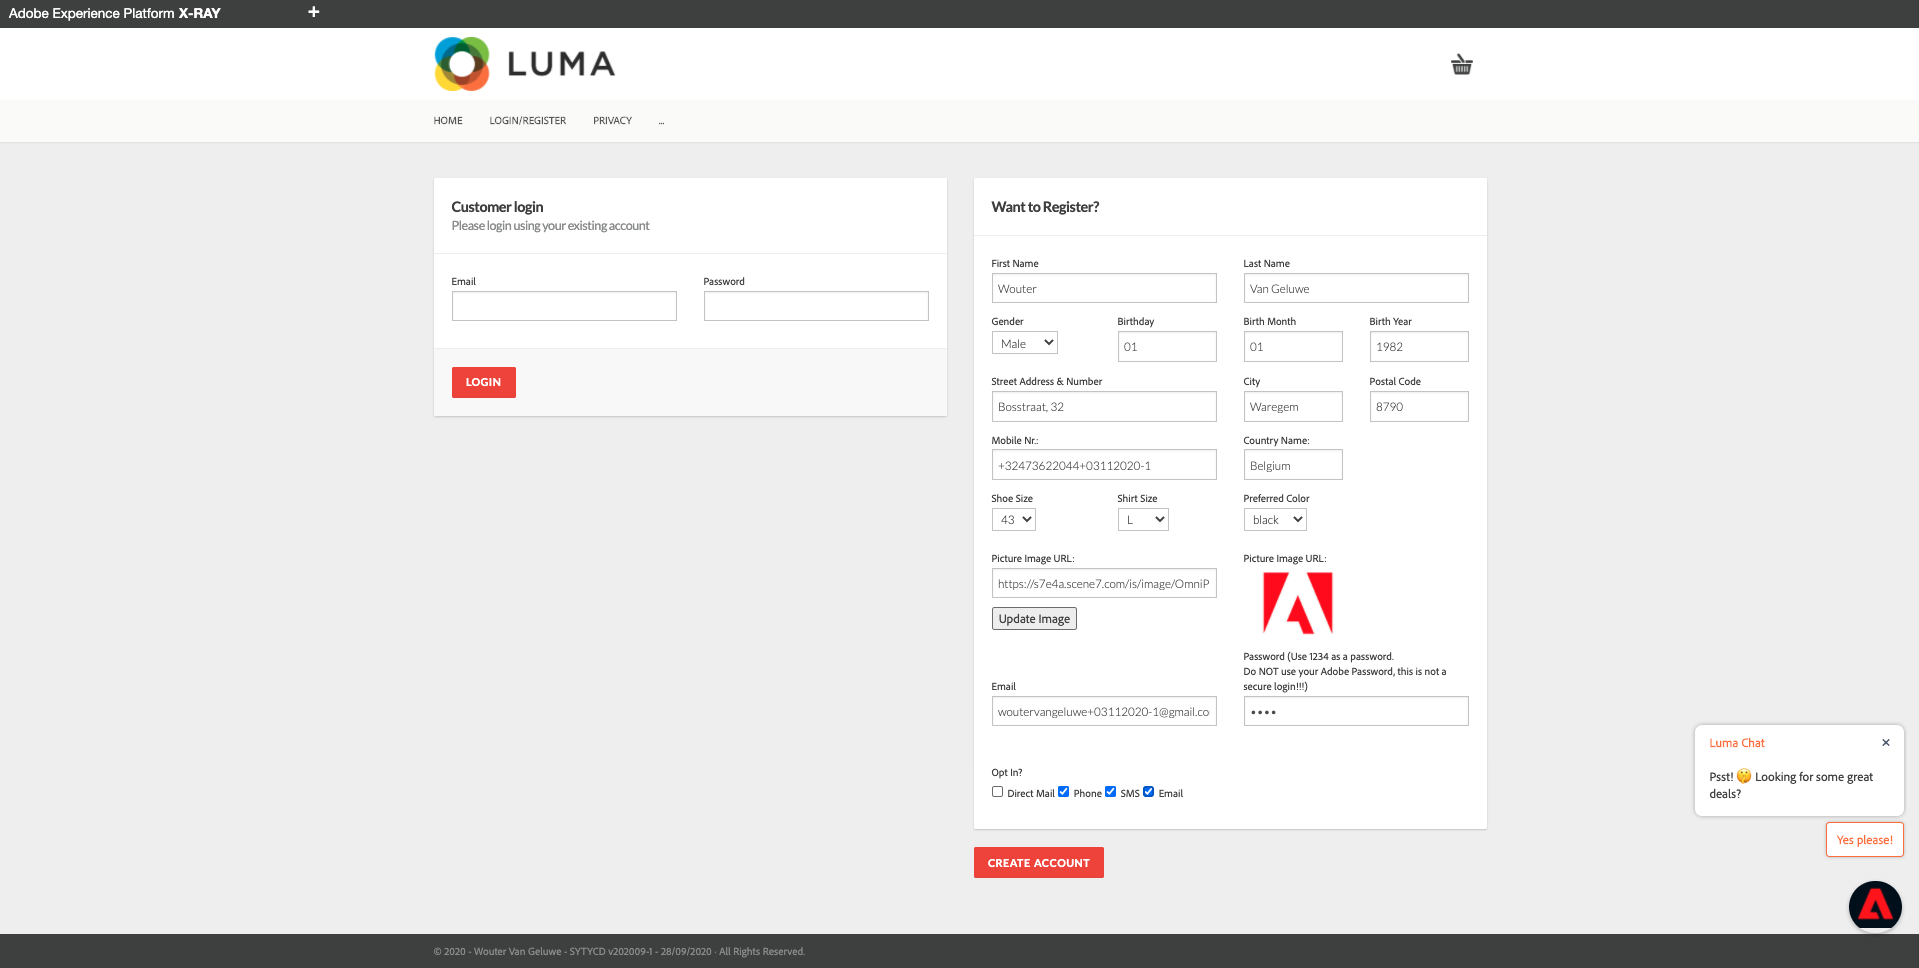 Adobe Experience Platform X-RAY +
LUMA
HOME LOGIN/REGISTER PRIVACY ...
Customer login
Please login using your existing account
Email Password
LOGIN
Want to Register?
First Name Last Name
Wouter Van Geluwe
Gender Birthday Birth Month Birth Year
Male 01 01 1982
Street Address & Number City Postal Code
Bosstraat, 32 Waregem 8790
Mobile Nr.: Country Name:
+32473622044+03112020-1 Belgium
Shoe Size Shirt Size Preferred Color
43 L black
Picture Image URL: Picture Image URL:
https://s7e4a.scene7.com/is/image/OmniP
Update Image
Password (Use 1234 as a password.
Do NOT use your Adobe Password, this is not a
Email secure login!!!)
woutervangeluwe+03112020-1@gmail.co ••••
Opt In?
Direct Mail Phone SMS Email
CREATE ACCOUNT
Luma Chat ×
Psst! 🤫 Looking for some great
deals?
Yes please!
© 2020 - Wouter Van Geluwe - SYTYCD v202009-1 - 28/09/2020 · All Rights Reserved.